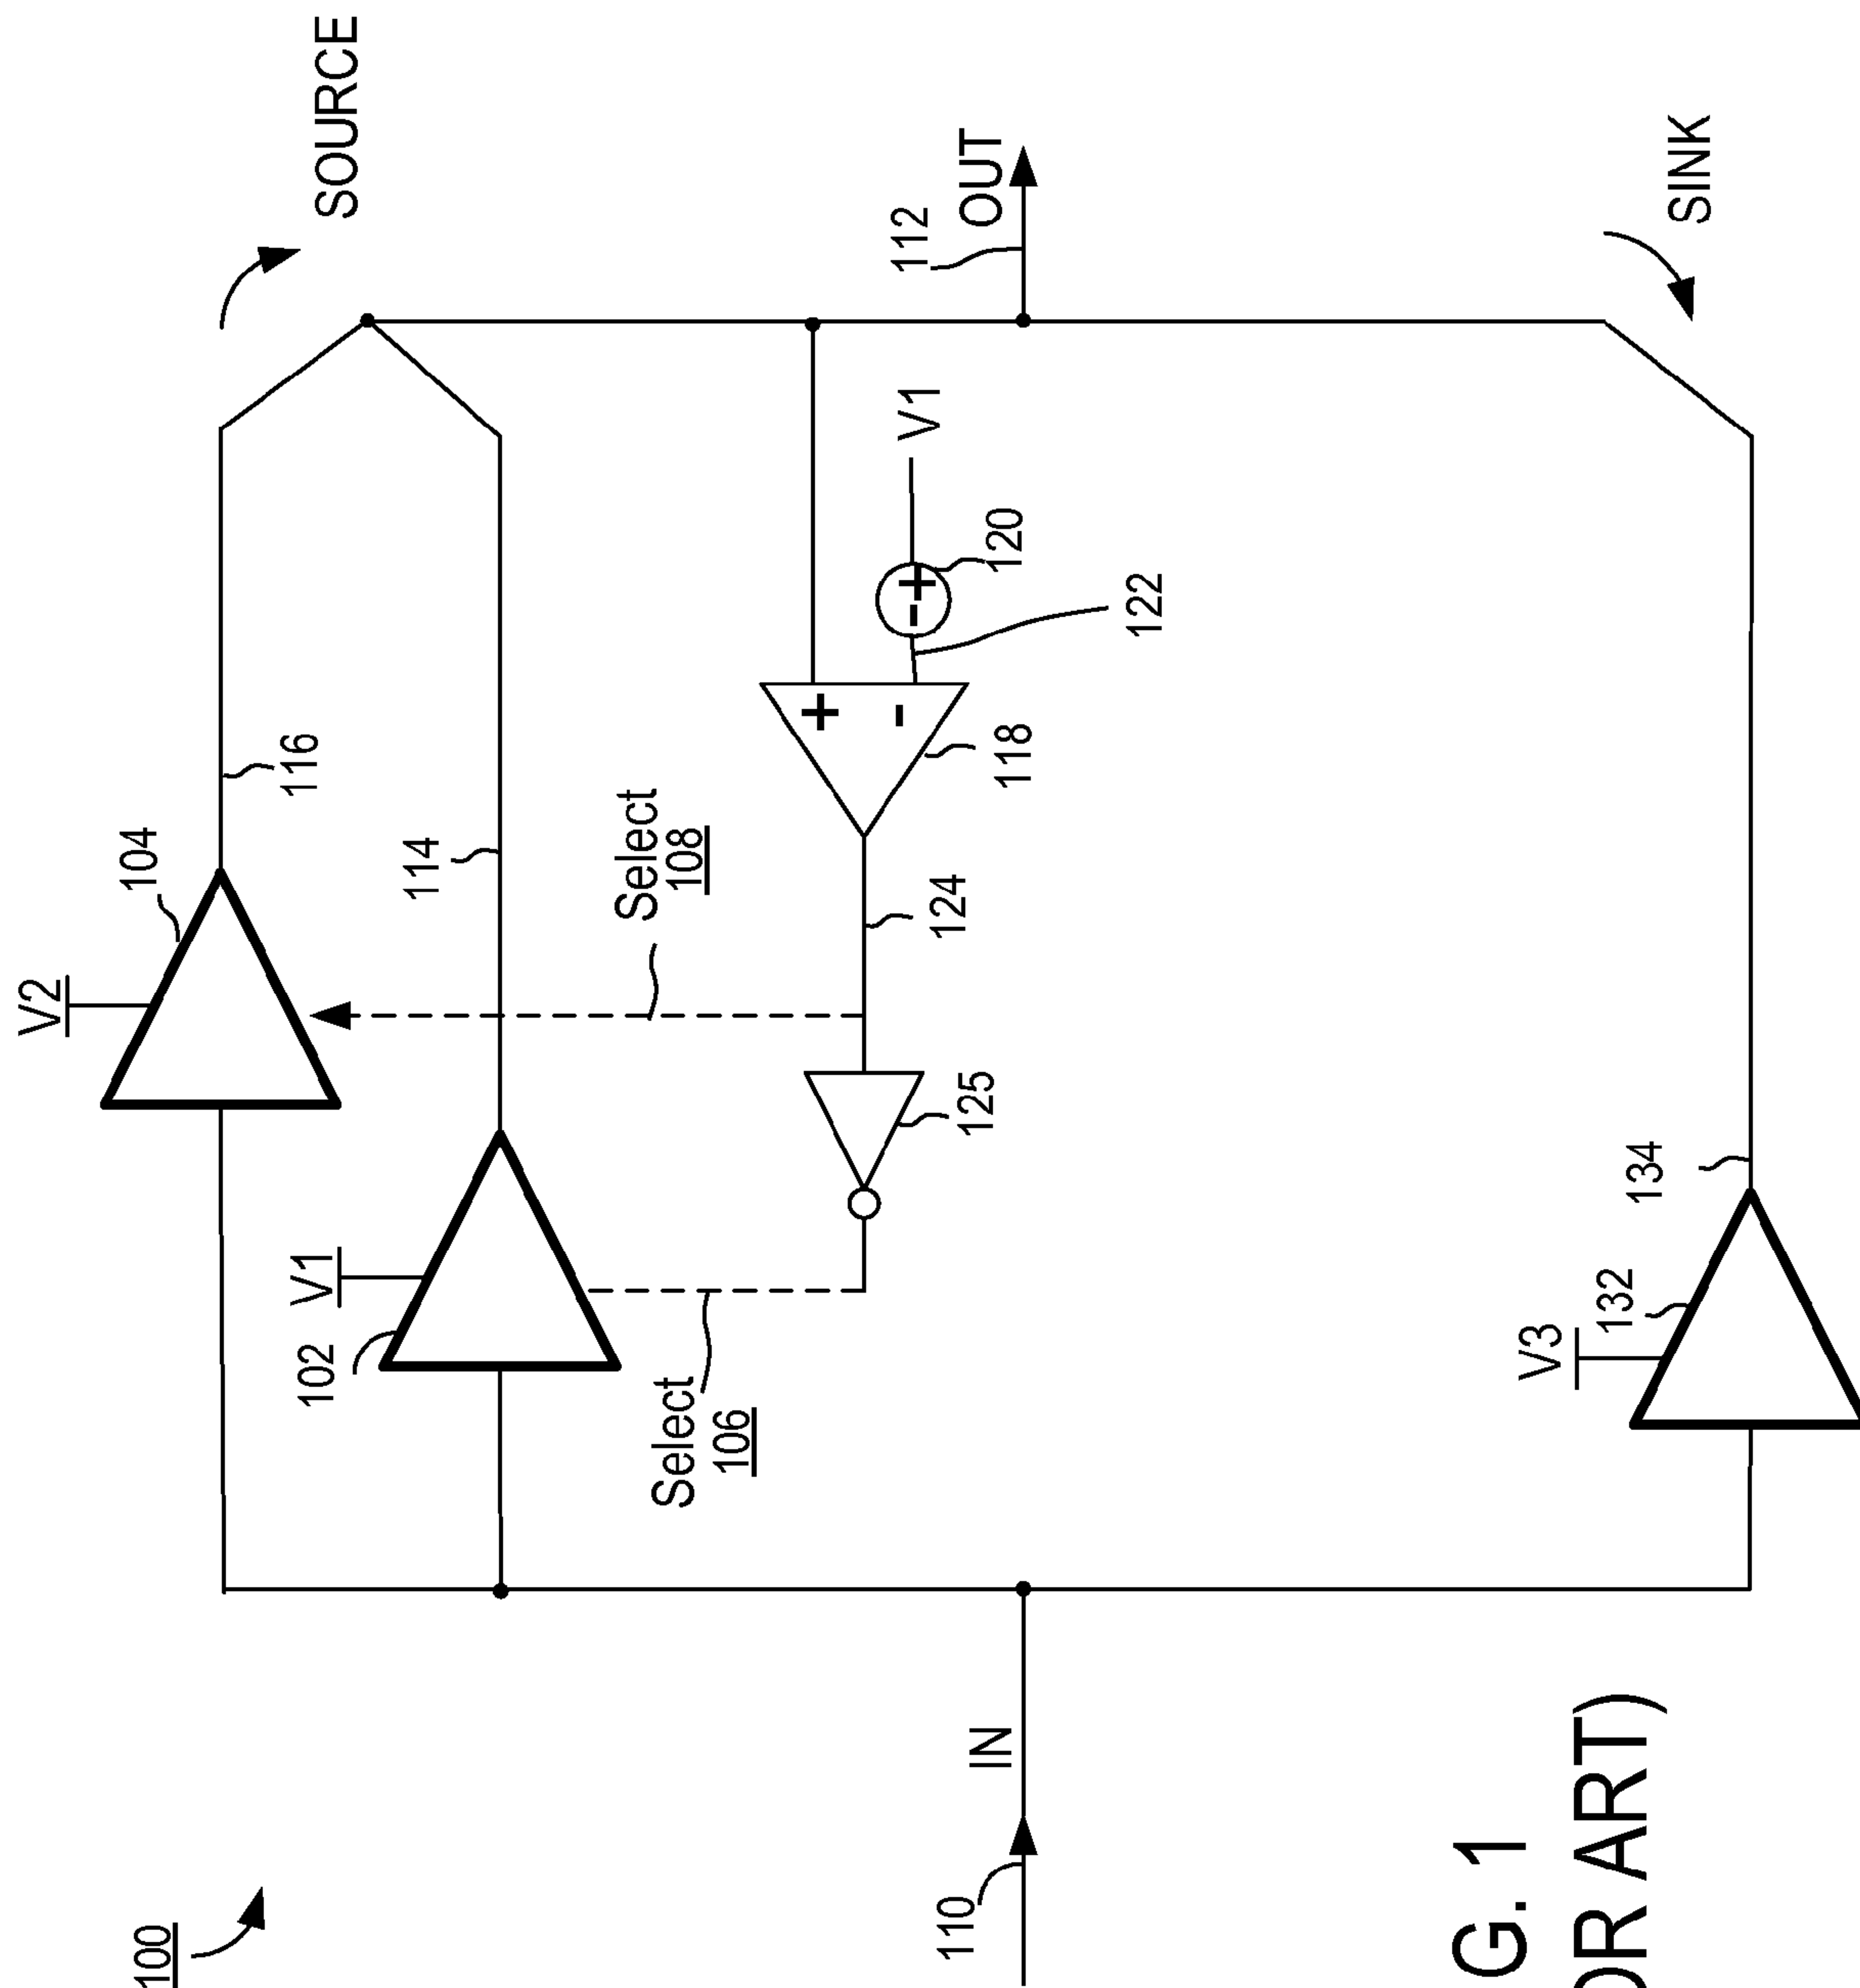 100
V2
104
116
SOURCE
V1
102
114
Select
106
Select
108
125
124
118
+
-
-
+
120
122
V1
112
OUT
110
IN
V3
132
134
SINK
G. 1
OR ART)